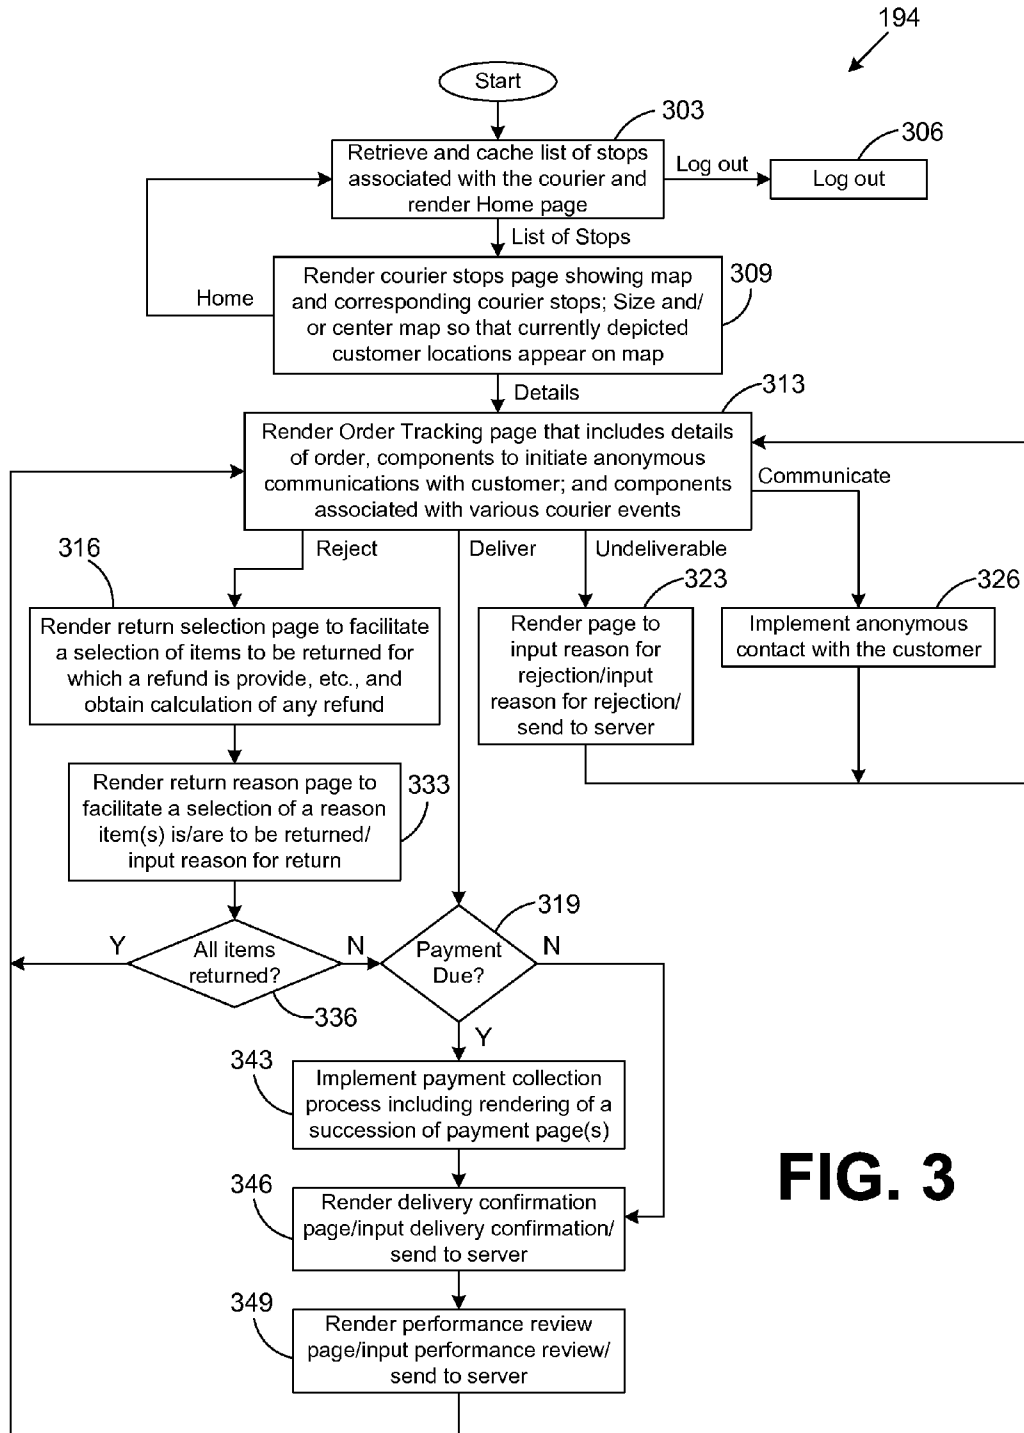 194
Start
303
Retrieve and cache list of stops
associated with the courier and
render Home page
Log out
306
Log out
List of Stops
Home
309
Render courier stops page showing map
and corresponding courier stops; Size and/
or center map so that currently depicted
customer locations appear on map
Details
313
Render Order Tracking page that includes details
of order, components to initiate anonymous
communications with customer; and components
associated with various courier events
Communicate
Reject
Deliver
Undeliverable
316
Render return selection page to facilitate
a selection of items to be returned for
which a refund is provide, etc., and
obtain calculation of any refund
323
Render page to
input reason for
rejection/input
reason for rejection/
send to server
326
Implement anonymous
contact with the customer
333
Render return reason page to
facilitate a selection of a reason
item(s) is/are to be returned/
input reason for return
319
Y
All items
returned?
N
336
Payment
Due?
N
Y
343
Implement payment collection
process including rendering of a
succession of payment page(s)
346
Render delivery confirmation
page/input delivery confirmation/
send to server
349
Render performance review
page/input performance review/
send to server
FIG. 3